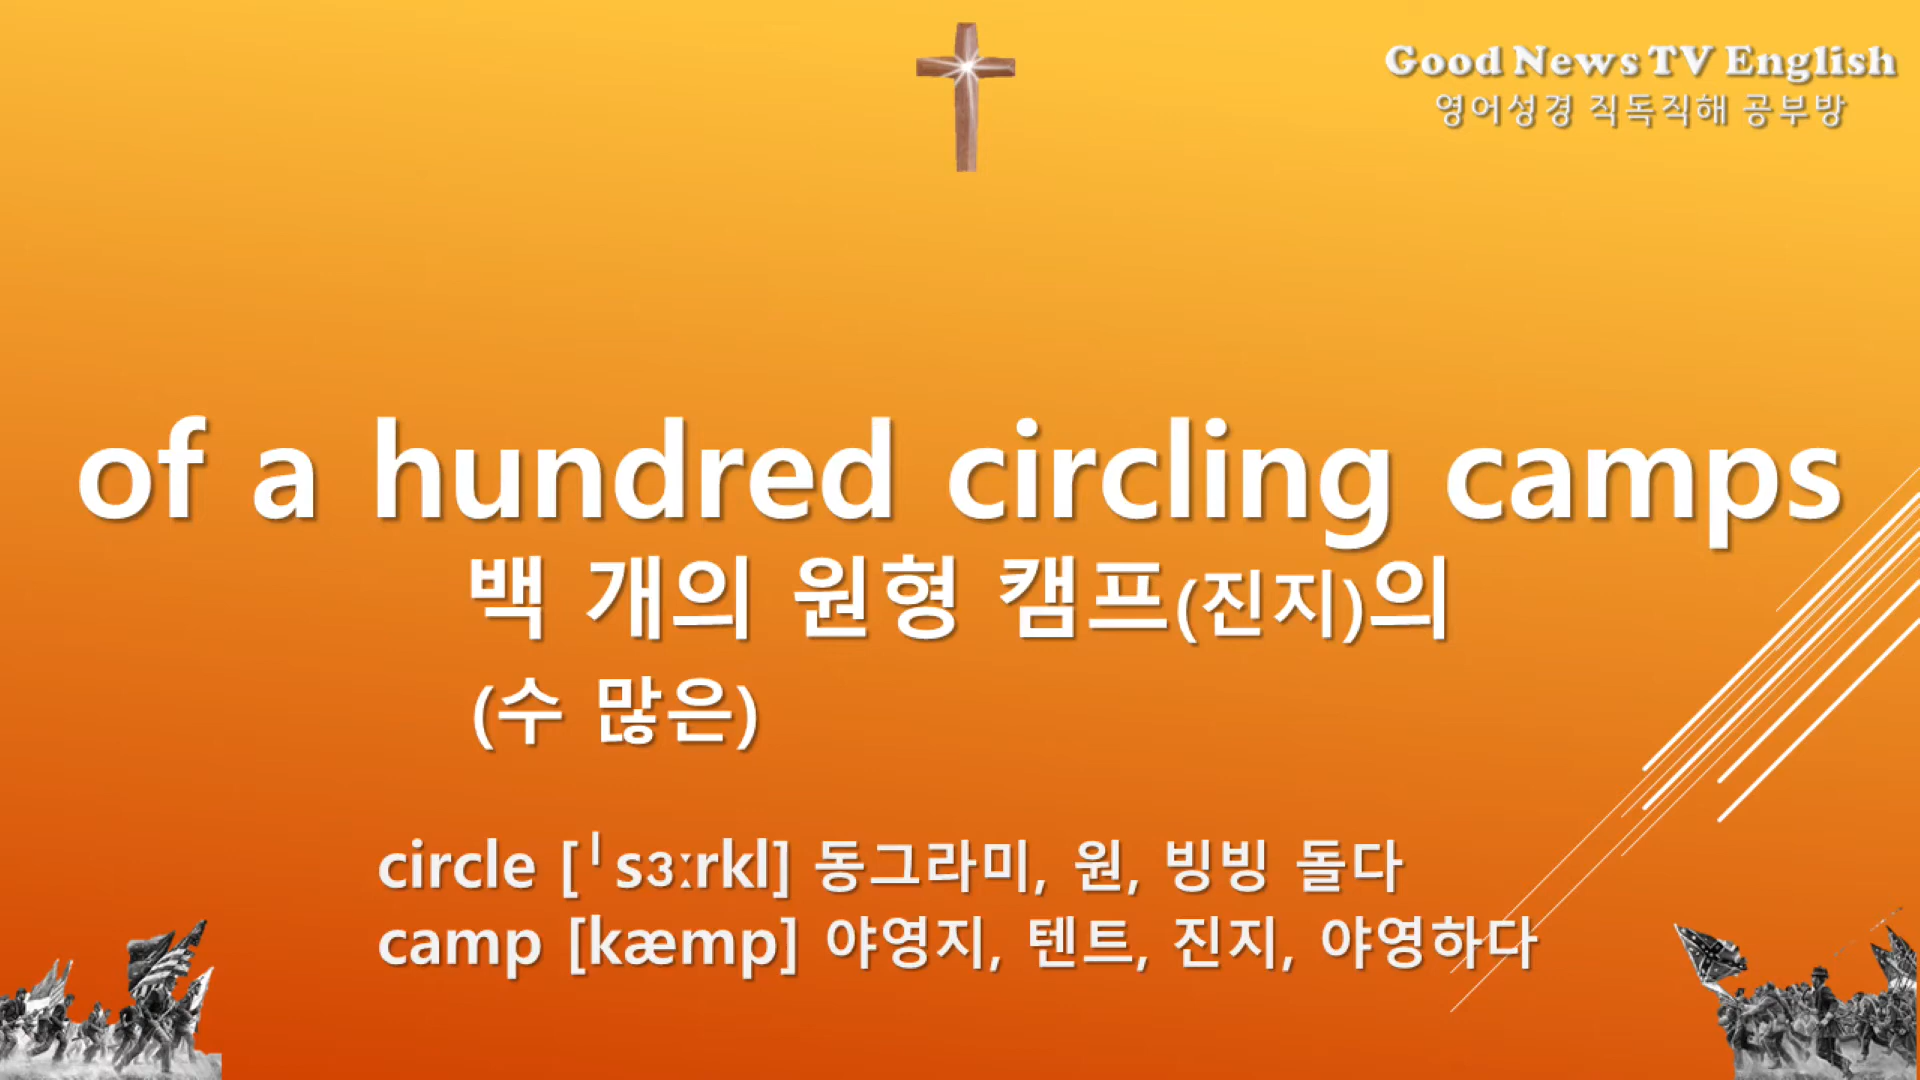 Good News TV English
영어성경 직독직해 공부방
of a hundred circling camps
백 개의 원형 캠프(진지)의
(수 많은)
circle [ˈsɜːrkl] 동그라미, 원, 빙빙 돌다
camp [kæmp] 야영지, 텐트, 진지, 야영하다